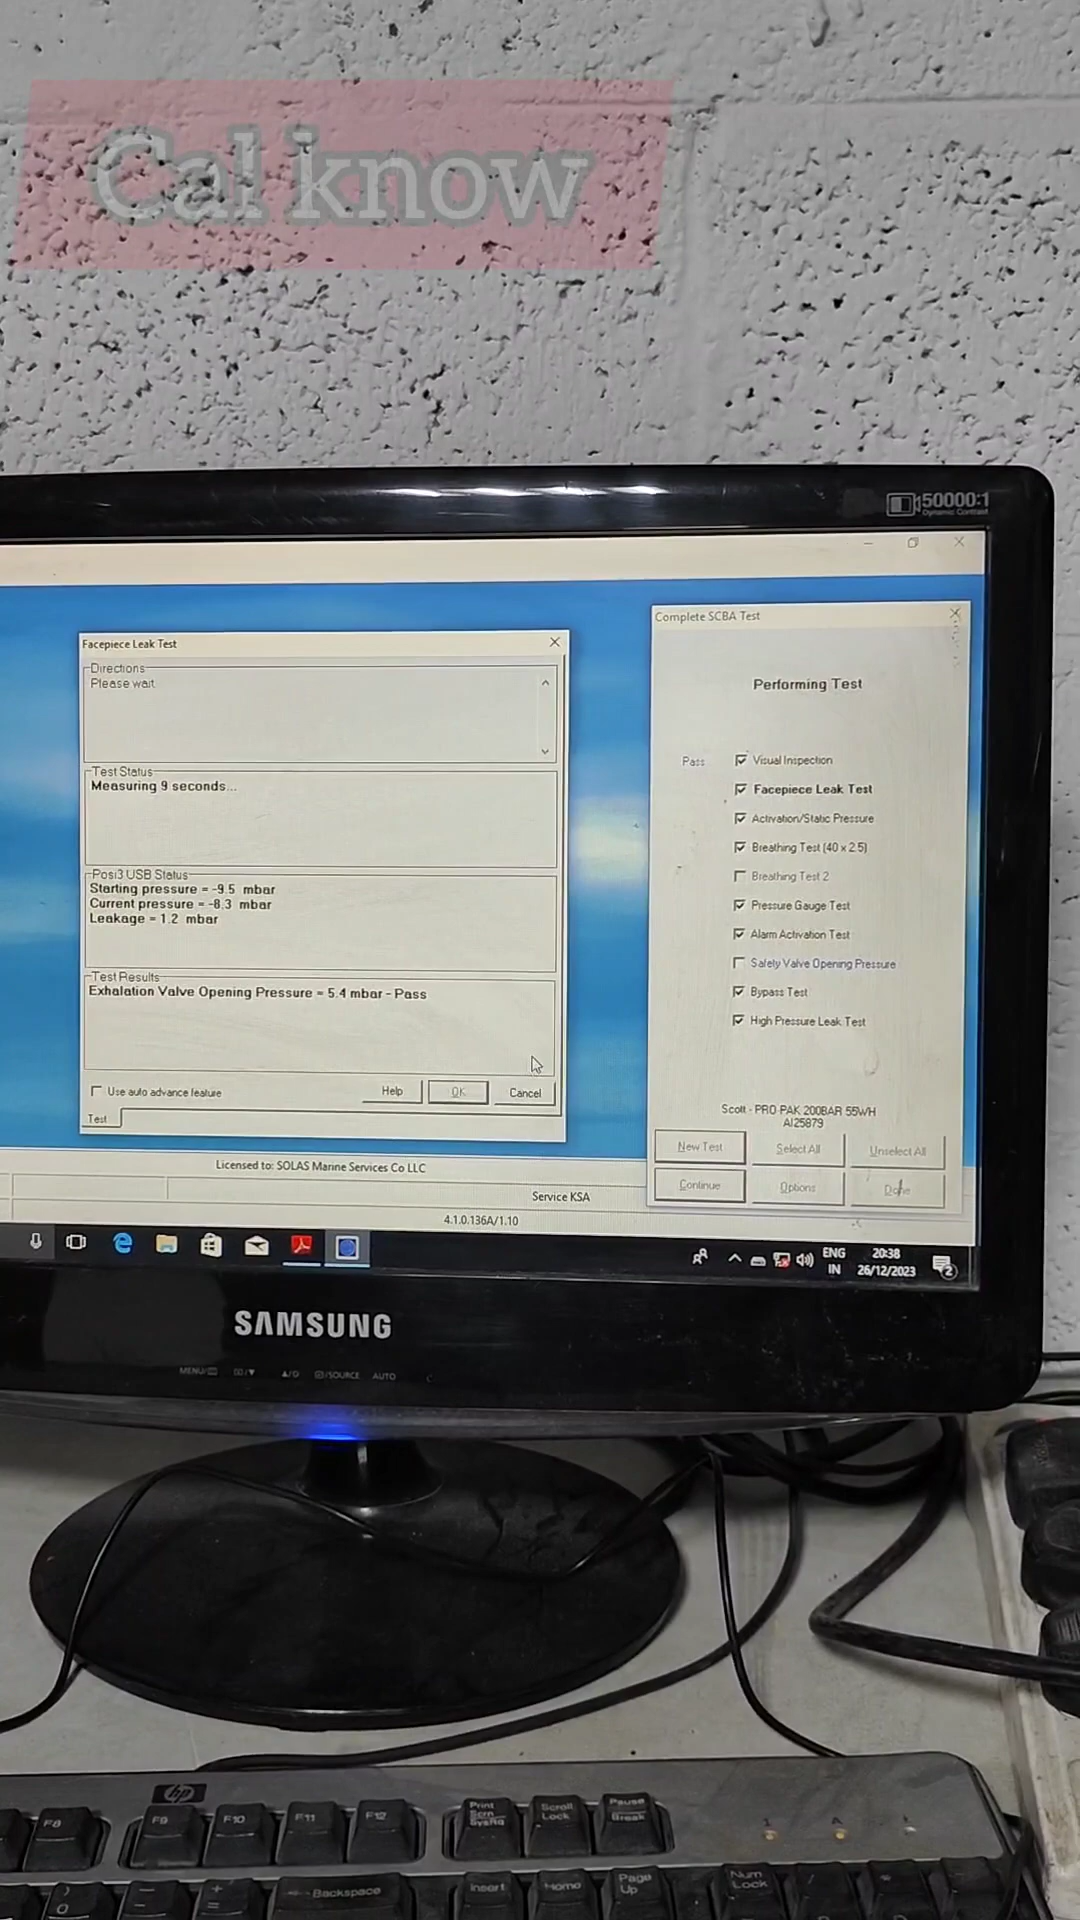 Cal know
50000:1
Dynamic Contrast
Facepiece Leak Test
Directions
Please wait
Test Status
Measuring 9 seconds...
Posi3 USB Status
Starting pressure = -9.5 mbar
Current pressure = -8.3 mbar
Leakage = 1.2 mbar
Test Results
Exhalation Valve Opening Pressure = 5.4 mbar - Pass
Use auto advance feature
Help
OK
Cancel
Test
Complete SCBA Test
Performing Test
Pass
Visual Inspection
Facepiece Leak Test
Activation/Static Pressure
Breathing Test (40 x 2.5)
Breathing Test 2
Pressure Gauge Test
Alarm Activation Test
Safety Valve Opening Pressure
Bypass Test
High Pressure Leak Test
Scott - PRO PAK 200BAR 55WH
AI25879
New Test
Select All
Unselect All
Continue
Options
Done
Licensed to: SOLAS Marine Services Co LLC
Service KSA
4.1.0.136A/1.10
ENG
IN
20:38
26/12/2023
2
SAMSUNG
MENU
SOURCE
AUTO
hp
F8
F9
F10
F11
F12
Print
Scrn
SysRq
Scroll
Lock
Pause
Break
Backspace
Insert
Home
Page
Up
Num
Lock